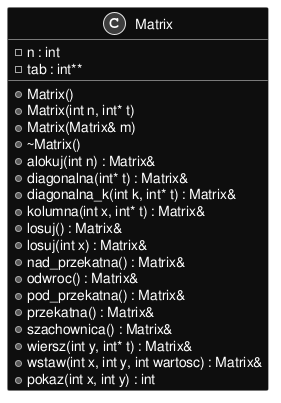 C Matrix
n : int
tab : int**
Matrix()
Matrix(int n, int* t)
Matrix(Matrix& m)
~Matrix()
alokuj(int n) : Matrix&
diagonalna(int* t) : Matrix&
diagonalna_k(int k, int* t) : Matrix&
kolumna(int x, int* t) : Matrix&
losuj() : Matrix&
losuj(int x) : Matrix&
nad_przekatna() : Matrix&
odwroc() : Matrix&
pod_przekatna() : Matrix&
przekatna() : Matrix&
szachownica() : Matrix&
wiersz(int y, int* t) : Matrix&
wstaw(int x, int y, int wartosc) : Matrix&
pokaz(int x, int y) : int